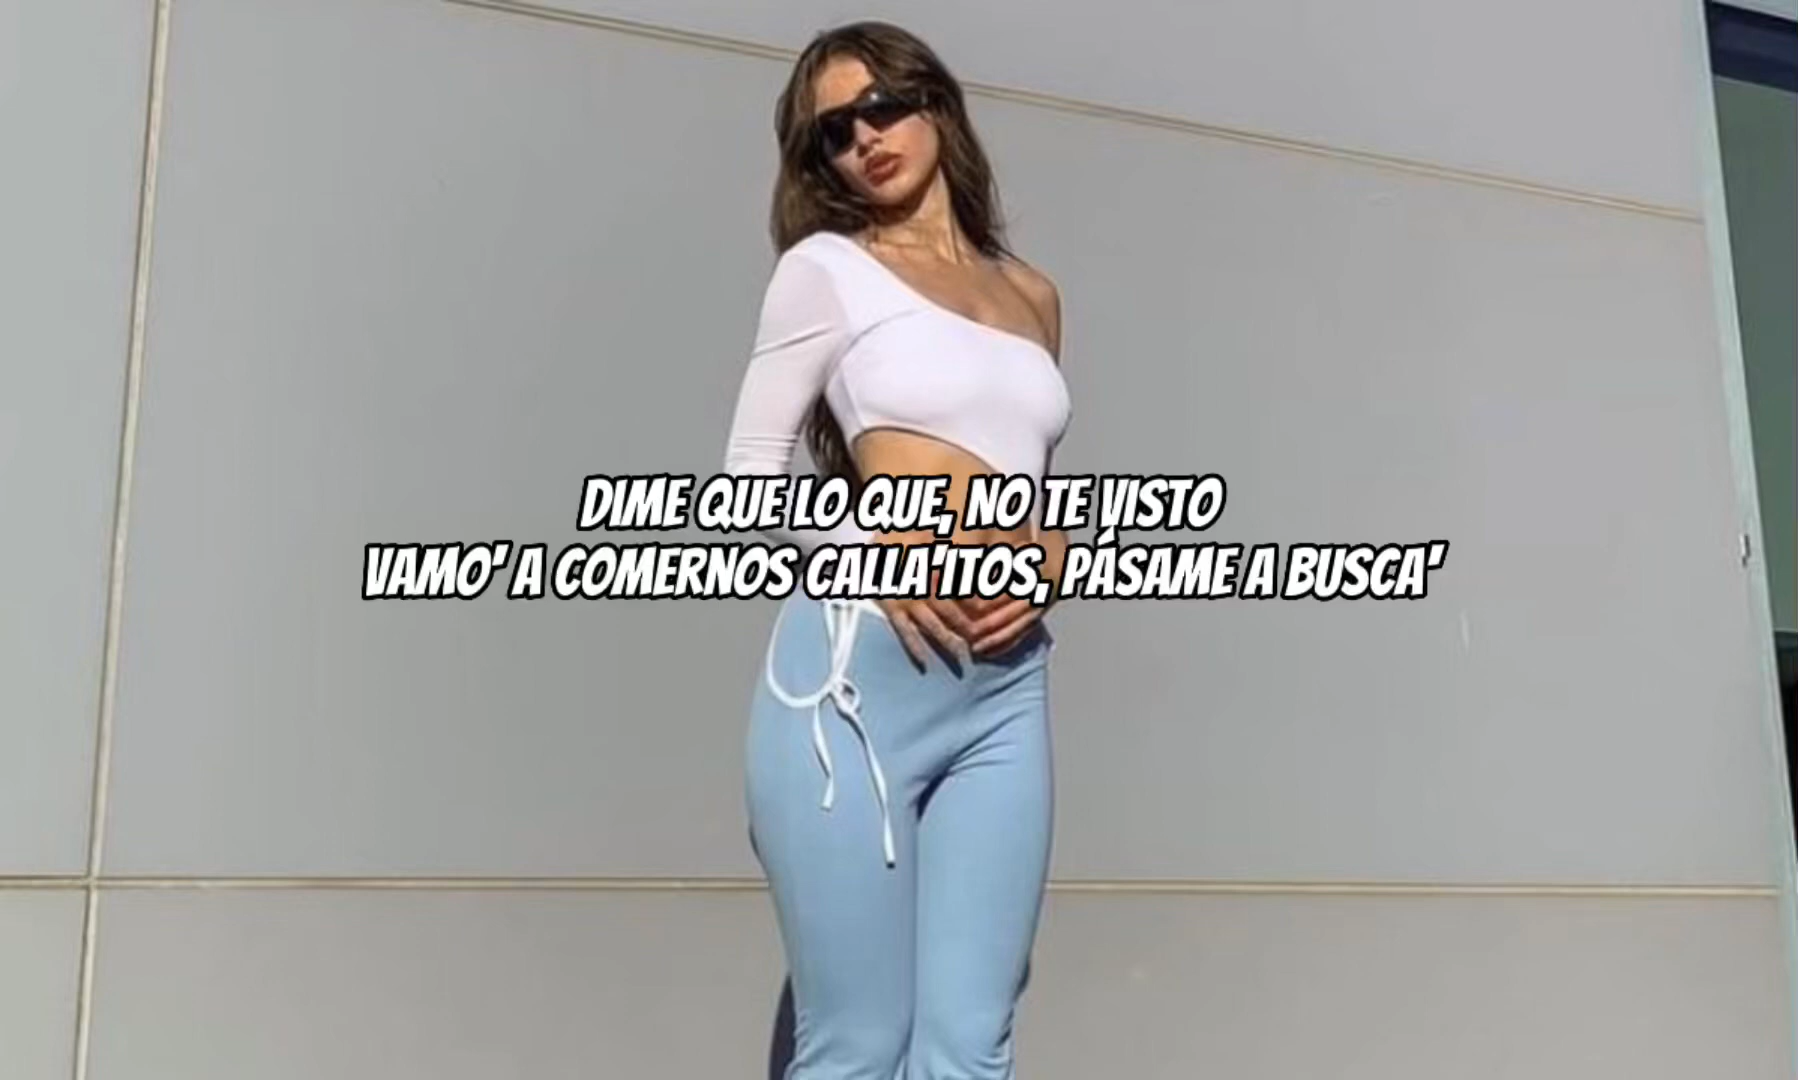 DIME QUE LO QUE, NO TE VISTO
VAMO' A COMERNOS CALLA'ITOS, PÁSAME A BUSCA'